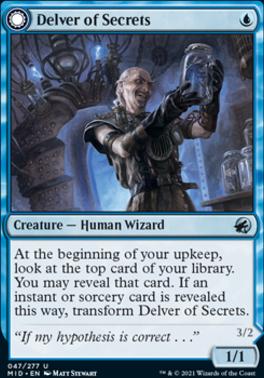 Delver of Secrets
Creature — Human Wizard
At the beginning of your upkeep,
look at the top card of your library.
You may reveal that card. If an
instant or sorcery card is revealed
this way, transform Delver of Secrets.
"If my hypothesis is correct . . ."
3/2
1/1
047/277 U
MID • EN MATT STEWART
™ & © 2021 Wizards of the Coast